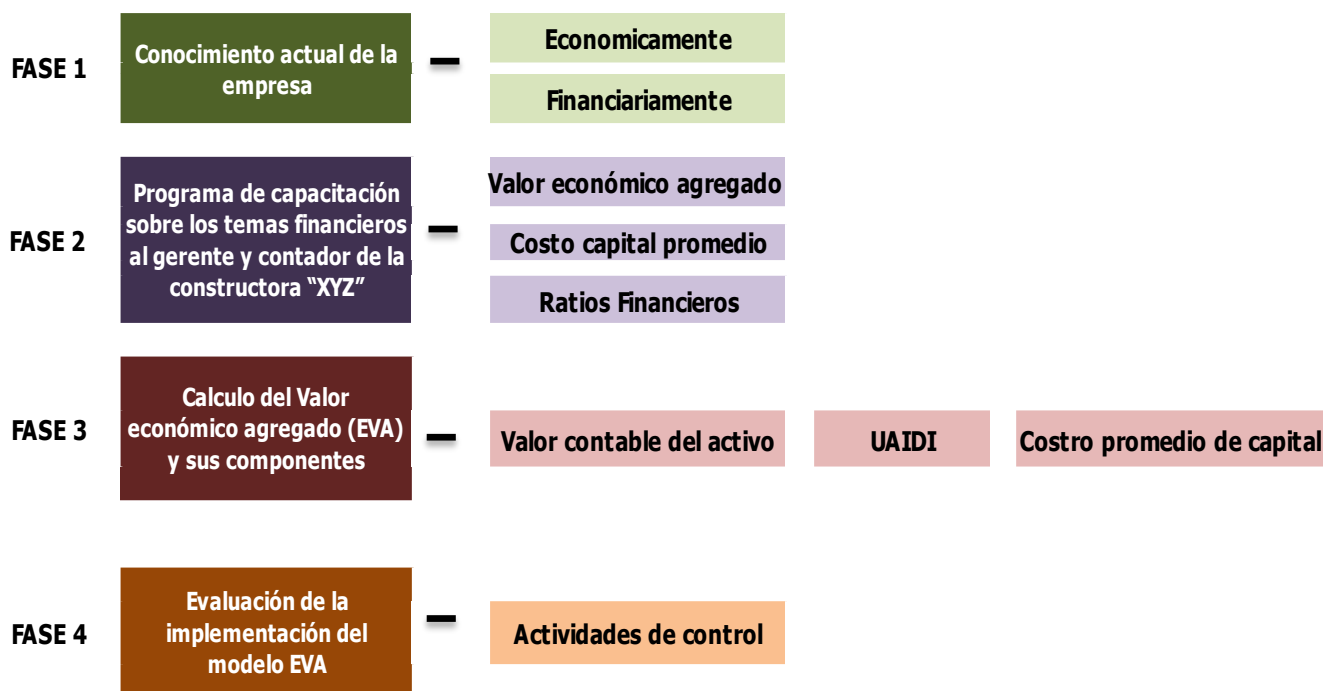 FASE 1
Conocimiento actual de la
empresa
Economicamente
Financiariamente
FASE 2
Programa de capacitación
sobre los temas financieros
al gerente y contador de la
constructora “XYZ”
Valor económico agregado
Costo capital promedio
Ratios Financieros
FASE 3
Calculo del Valor
económico agregado (EVA)
y sus componentes
Valor contable del activo
UAIDI
Costro promedio de capital
FASE 4
Evaluación de la
implementación del
modelo EVA
Actividades de control